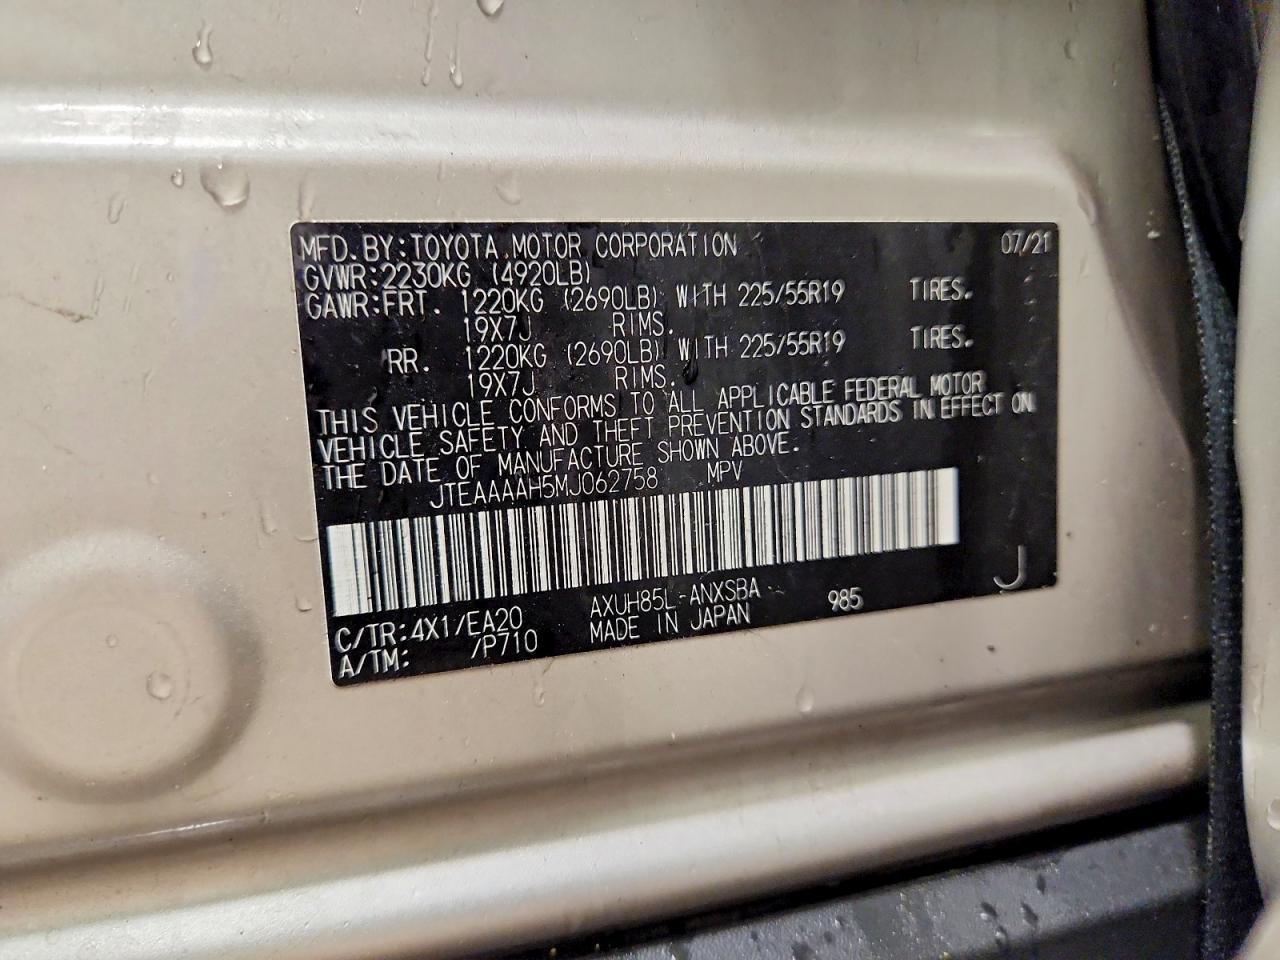 MFD.BY:TOYOTA MOTOR CORPORATION 07/21
GVWR:2230KG (4920LB)
GAWR:FRT. 1220KG (2690LB) WITH 225/55R19 TIRES.
19X7J RIMS.
RR. 1220KG (2690LB) WITH 225/55R19 TIRES.
19X7J RIMS.
THIS VEHICLE CONFORMS TO ALL APPLICABLE FEDERAL MOTOR
VEHICLE SAFETY AND THEFT PREVENTION STANDARDS IN EFFECT ON
THE DATE OF MANUFACTURE SHOWN ABOVE.
JTEAAAAH5MJ062758 MPV
J
C/TR:4X1/EA20 AXUH85L-ANXSBA 985
A/TM: /P710 MADE IN JAPAN